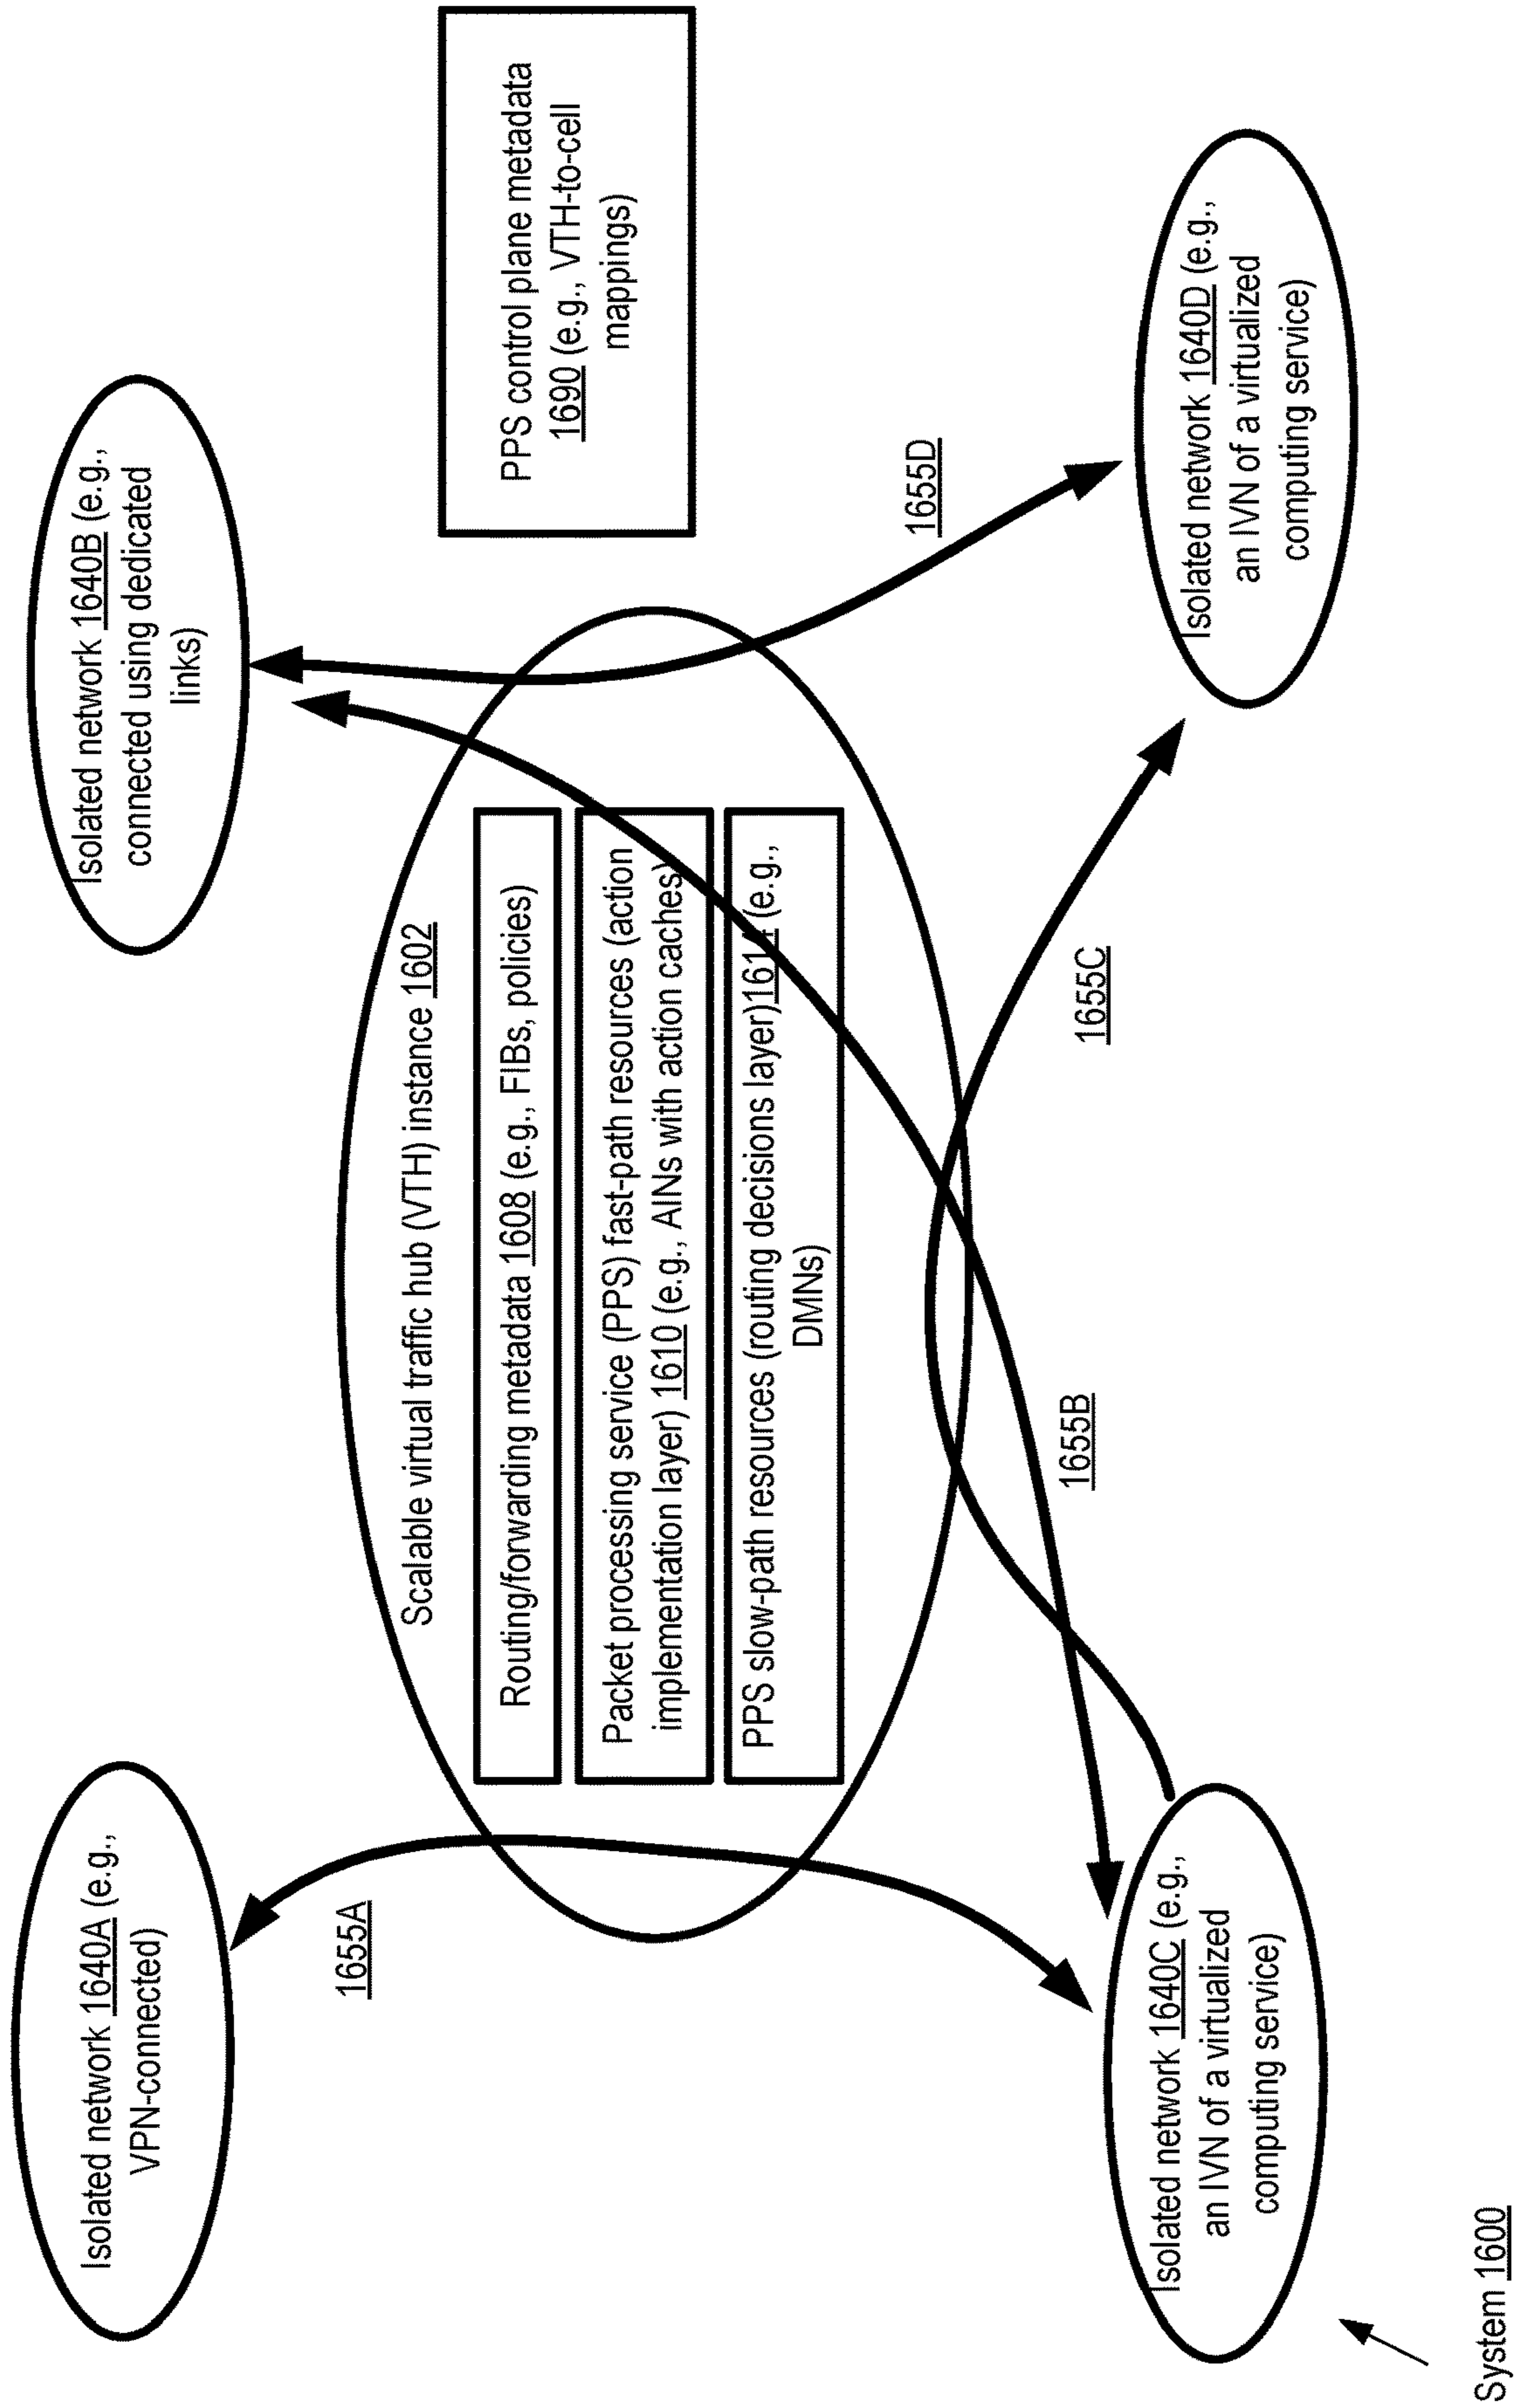 Isolated network 1640A (e.g.,
VPN-connected)
Isolated network 1640B (e.g.,
connected using dedicated
links)
1655A
Scalable virtual traffic hub (VTH) instance 1602
Routing/forwarding metadata 1608 (e.g., FIBs, policies)
Packet processing service (PPS) fast-path resources (action
implementation layer) 1610 (e.g., AINs with action caches)
PPS slow-path resources (routing decisions layer) (e.g.,
DMNs)
PPS control plane metadata
1690 (e.g., VTH-to-cell
mappings)
1655D
1655B
1655C
Isolated network 1640C (e.g.,
an IVN of a virtualized
computing service)
Isolated network 1640D (e.g.,
an IVN of a virtualized
computing service)
System 1600